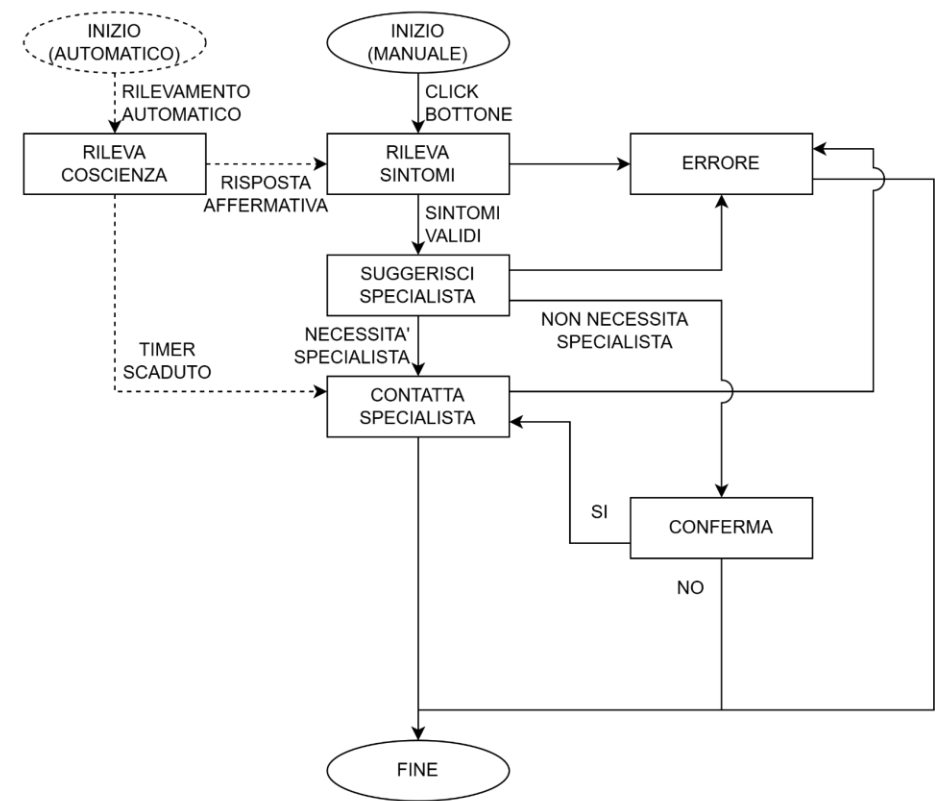 INIZIO
(AUTOMATICO)
INIZIO
(MANUALE)
RILEVAMENTO
AUTOMATICO
CLICK
BOTTONE
RILEVA
COSCIENZA
RISPOSTA
AFFERMATIVA
RILEVA
SINTOMI
ERRORE
SINTOMI
VALIDI
SUGGERISCI
SPECIALISTA
NECESSITA'
SPECIALISTA
NON NECESSITA
SPECIALISTA
TIMER
SCADUTO
CONTATTA
SPECIALISTA
SI
CONFERMA
NO
FINE